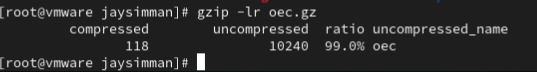 [root@vmware jaysimman]# gzip -lr oec.gz
compressed uncompressed ratio uncompressed_name
118 10240 99.0% oec
[root@vmware jaysimman]#